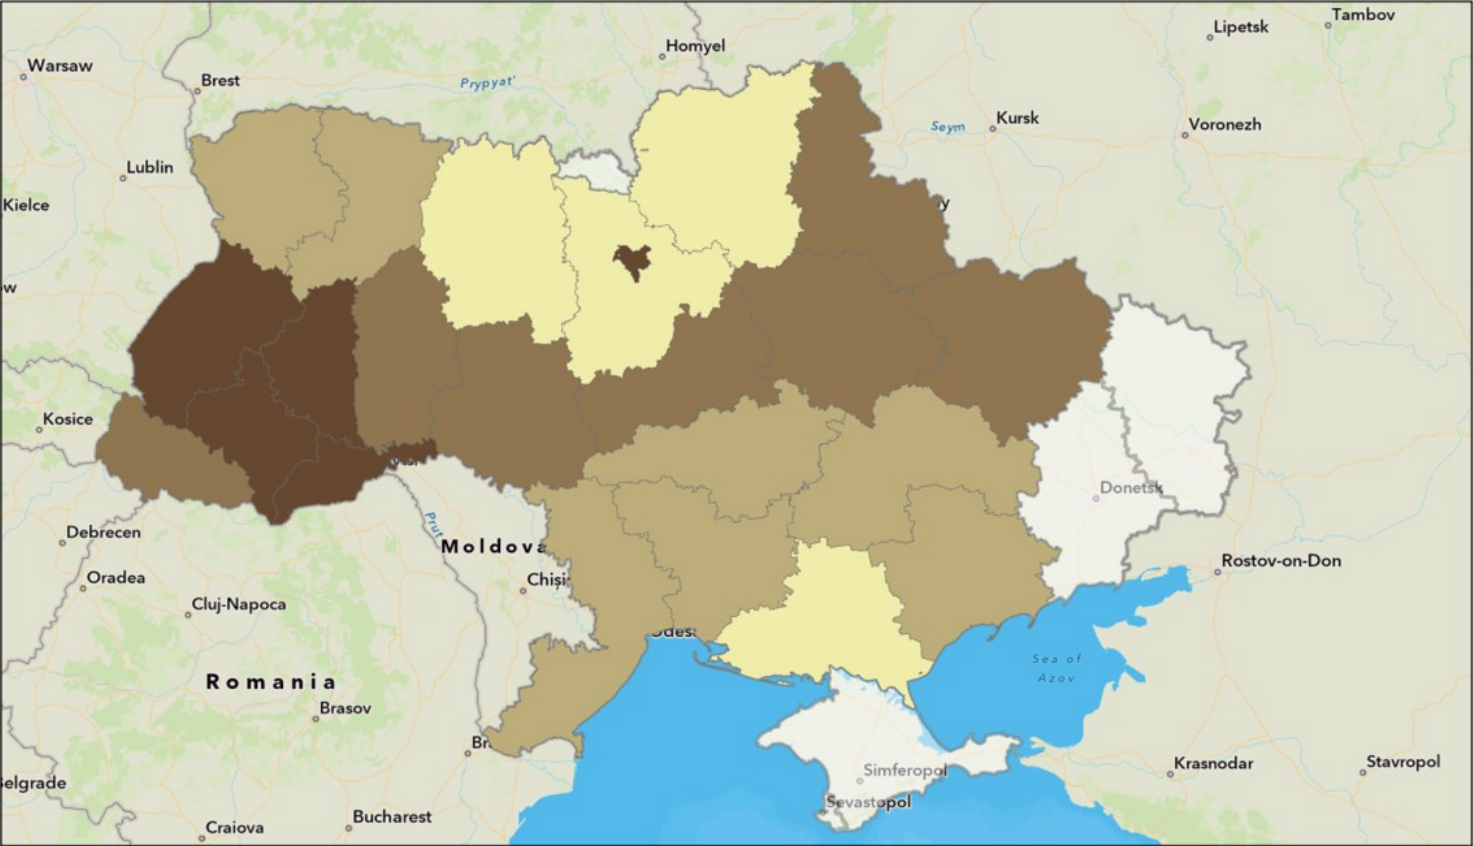 Tambov
Lipetsk
Homyel
Warsaw
Brest
Prypyat'
Kursk
Seym
Voronezh
Lublin
Kielce
y
w
Kosice
Donetsk
Prut
Debrecen
Moldova
Rostov-on-Don
Oradea
Chiși
Cluj-Napoca
Odes
Sea of
Azov
Romania
Brasov
Br
Krasnodar
Stavropol
Simferopol
elgrade
Sevastopol
Bucharest
Craiova